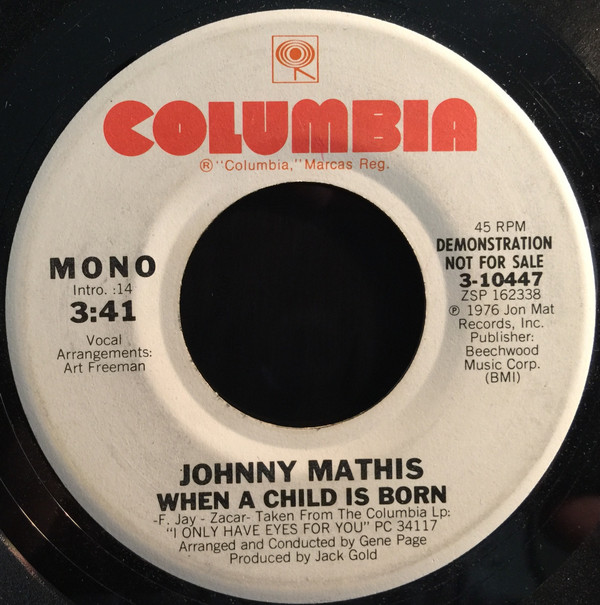 COLUMBIA
® "Columbia," Marcas Reg.
MONO
Intro. :14
3:41
Vocal
Arrangements:
Art Freeman
45 RPM
DEMONSTRATION
NOT FOR SALE
3-10447
ZSP 162338
℗ 1976 Jon Mat
Records, Inc.
Publisher:
Beechwood
Music Corp.
(BMI)
JOHNNY MATHIS
WHEN A CHILD IS BORN
-F. Jay - Zacar- Taken From The Columbia Lp:
"I ONLY HAVE EYES FOR YOU" PC 34117
Arranged and Conducted by Gene Page
Produced by Jack Gold